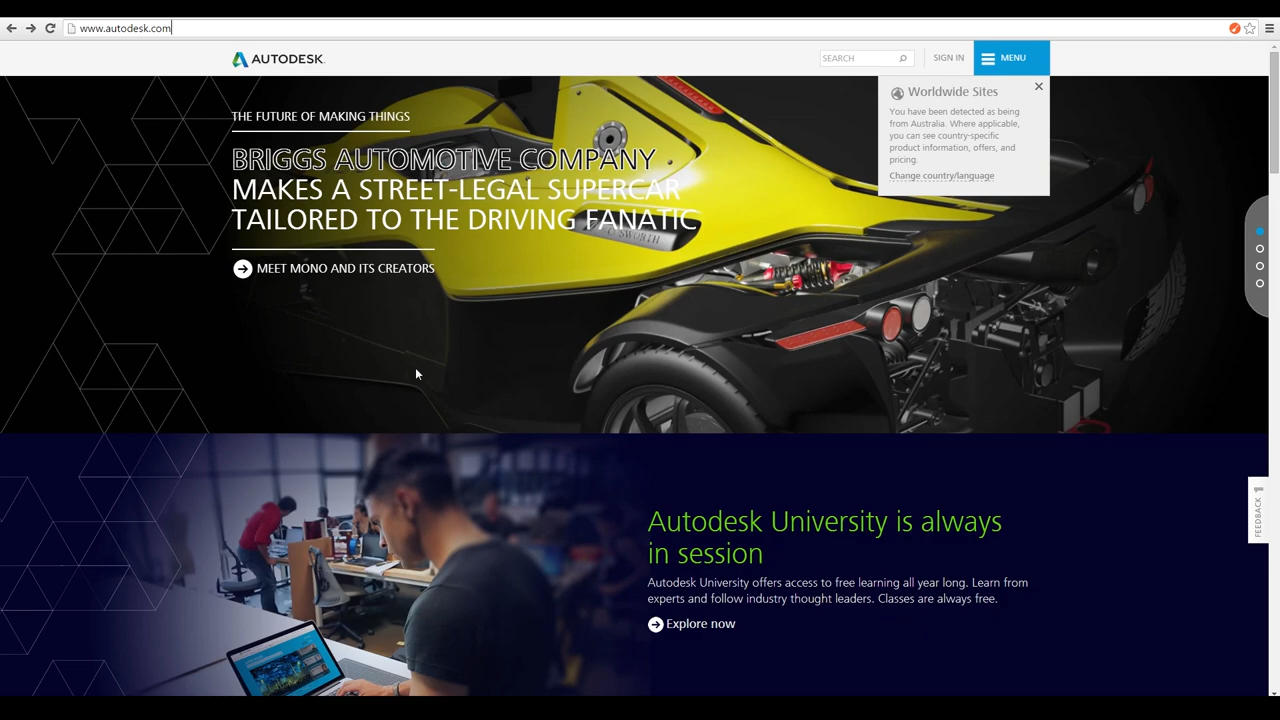 www.autodesk.com
AUTODESK
SEARCH
SIGN IN
MENU
Worldwide Sites
You have been detected as being
from Australia. Where applicable,
you can see country-specific
product information, offers, and
pricing.
Change country/language
THE FUTURE OF MAKING THINGS
BRIGGS AUTOMOTIVE COMPANY
MAKES A STREET-LEGAL SUPERCAR
TAILORED TO THE DRIVING FANATIC
MEET MONO AND ITS CREATORS
FEEDBACK
Autodesk University is always
in session
Autodesk University offers access to free learning all year long. Learn from
experts and follow industry thought leaders. Classes are always free.
Explore now